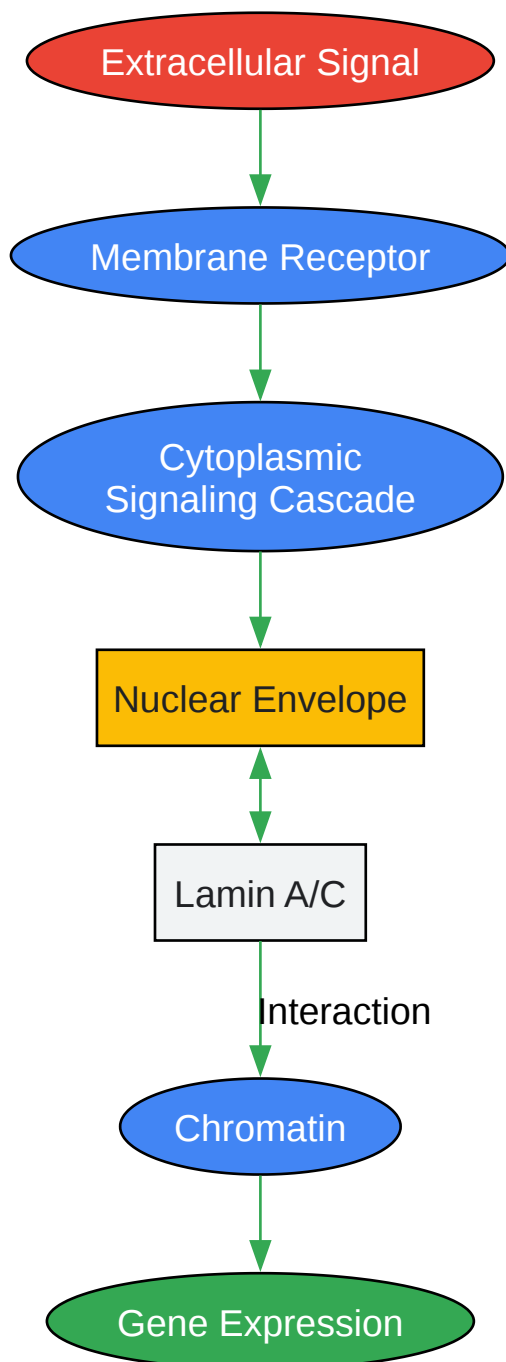 Extracellular Signal
Membrane Receptor
Cytoplasmic
Signaling Cascade
Nuclear Envelope
Lamin A/C
Interaction
Chromatin
Gene Expression